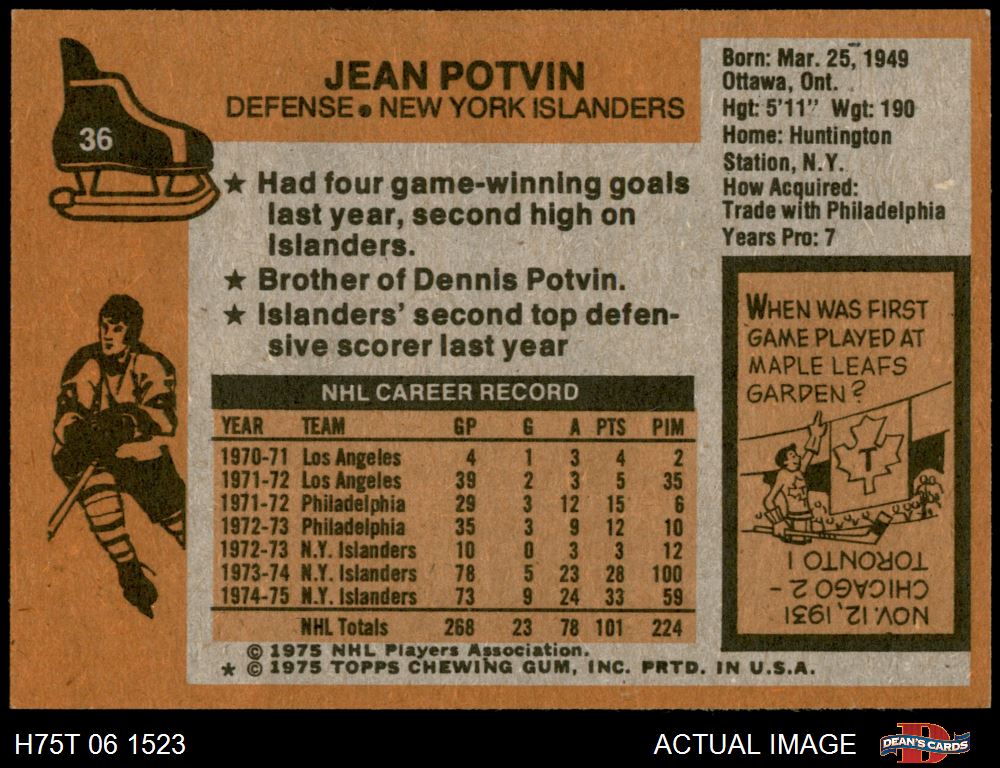 36
JEAN POTVIN
DEFENSE • NEW YORK ISLANDERS
★ Had four game-winning goals
last year, second high on
Islanders.
★ Brother of Dennis Potvin.
★ Islanders' second top defen-
sive scorer last year
Born: Mar. 25, 1949
Ottawa, Ont.
Hgt: 5'11" Wgt: 190
Home: Huntington
Station, N.Y.
How Acquired:
Trade with Philadelphia
Years Pro: 7
NHL CAREER RECORD
YEAR TEAM GP G A PTS PIM
1970-71 Los Angeles 4 1 3 4 2
1971-72 Los Angeles 39 2 3 5 35
1971-72 Philadelphia 29 3 12 15 6
1972-73 Philadelphia 35 3 9 12 10
1972-73 N.Y. Islanders 10 0 3 3 12
1973-74 N.Y. Islanders 78 5 23 28 100
1974-75 N.Y. Islanders 73 9 24 33 59
NHL Totals 268 23 78 101 224
WHEN WAS FIRST
GAME PLAYED AT
MAPLE LEAFS
GARDEN?
T
NOV. 12, 1931
CHICAGO 2 -
TORONTO 1
© 1975 NHL Players Association.
* © 1975 TOPPS CHEWING GUM, INC. PRTD. IN U.S.A.
H75T 06 1523
ACTUAL IMAGE
D
DEAN'S CARDS